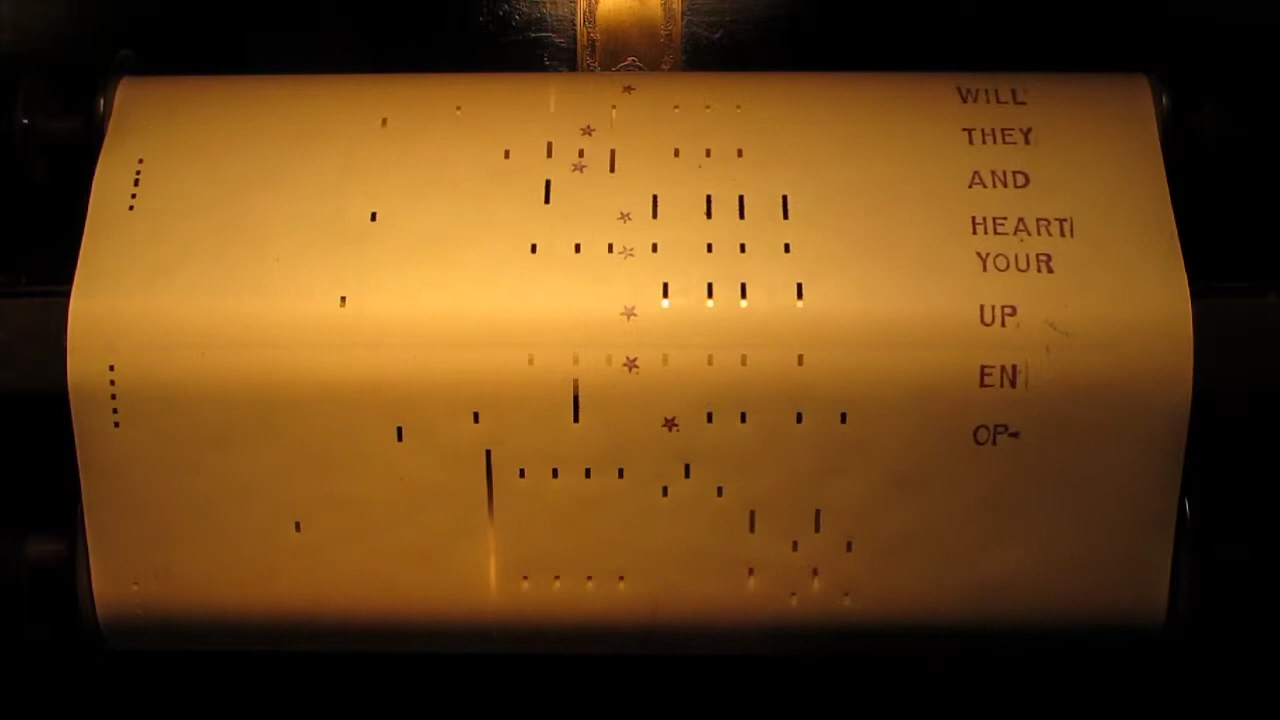 WILL
THEY
AND
HEART
YOUR
UP
EN
OP-